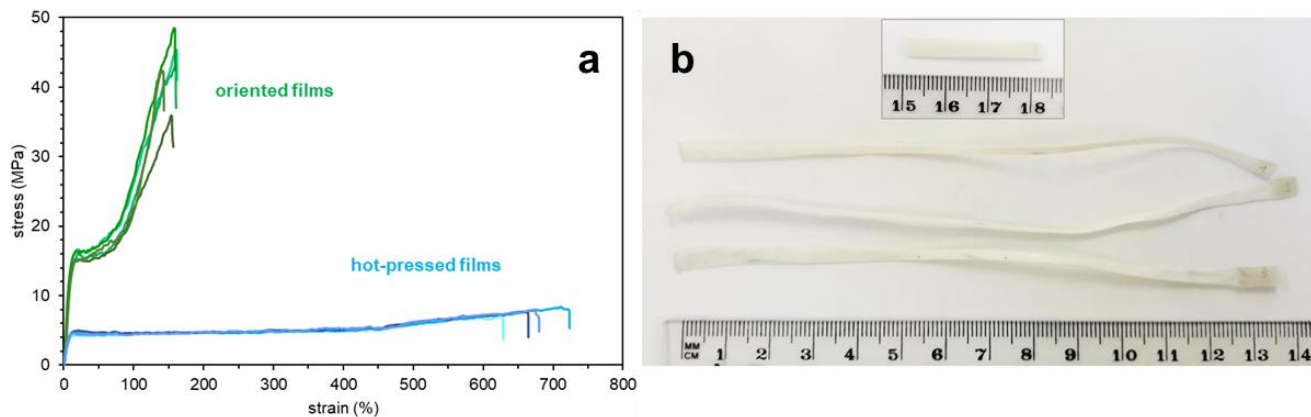 50
40
30
20
10
0
stress (MPa)
0 100 200 300 400 500 600 700 800
strain (%)
oriented films
hot-pressed films
a
b
15 16 17 18
MM
CM
1 2 3 4 5 6 7 8 9 10 11 12 13 14